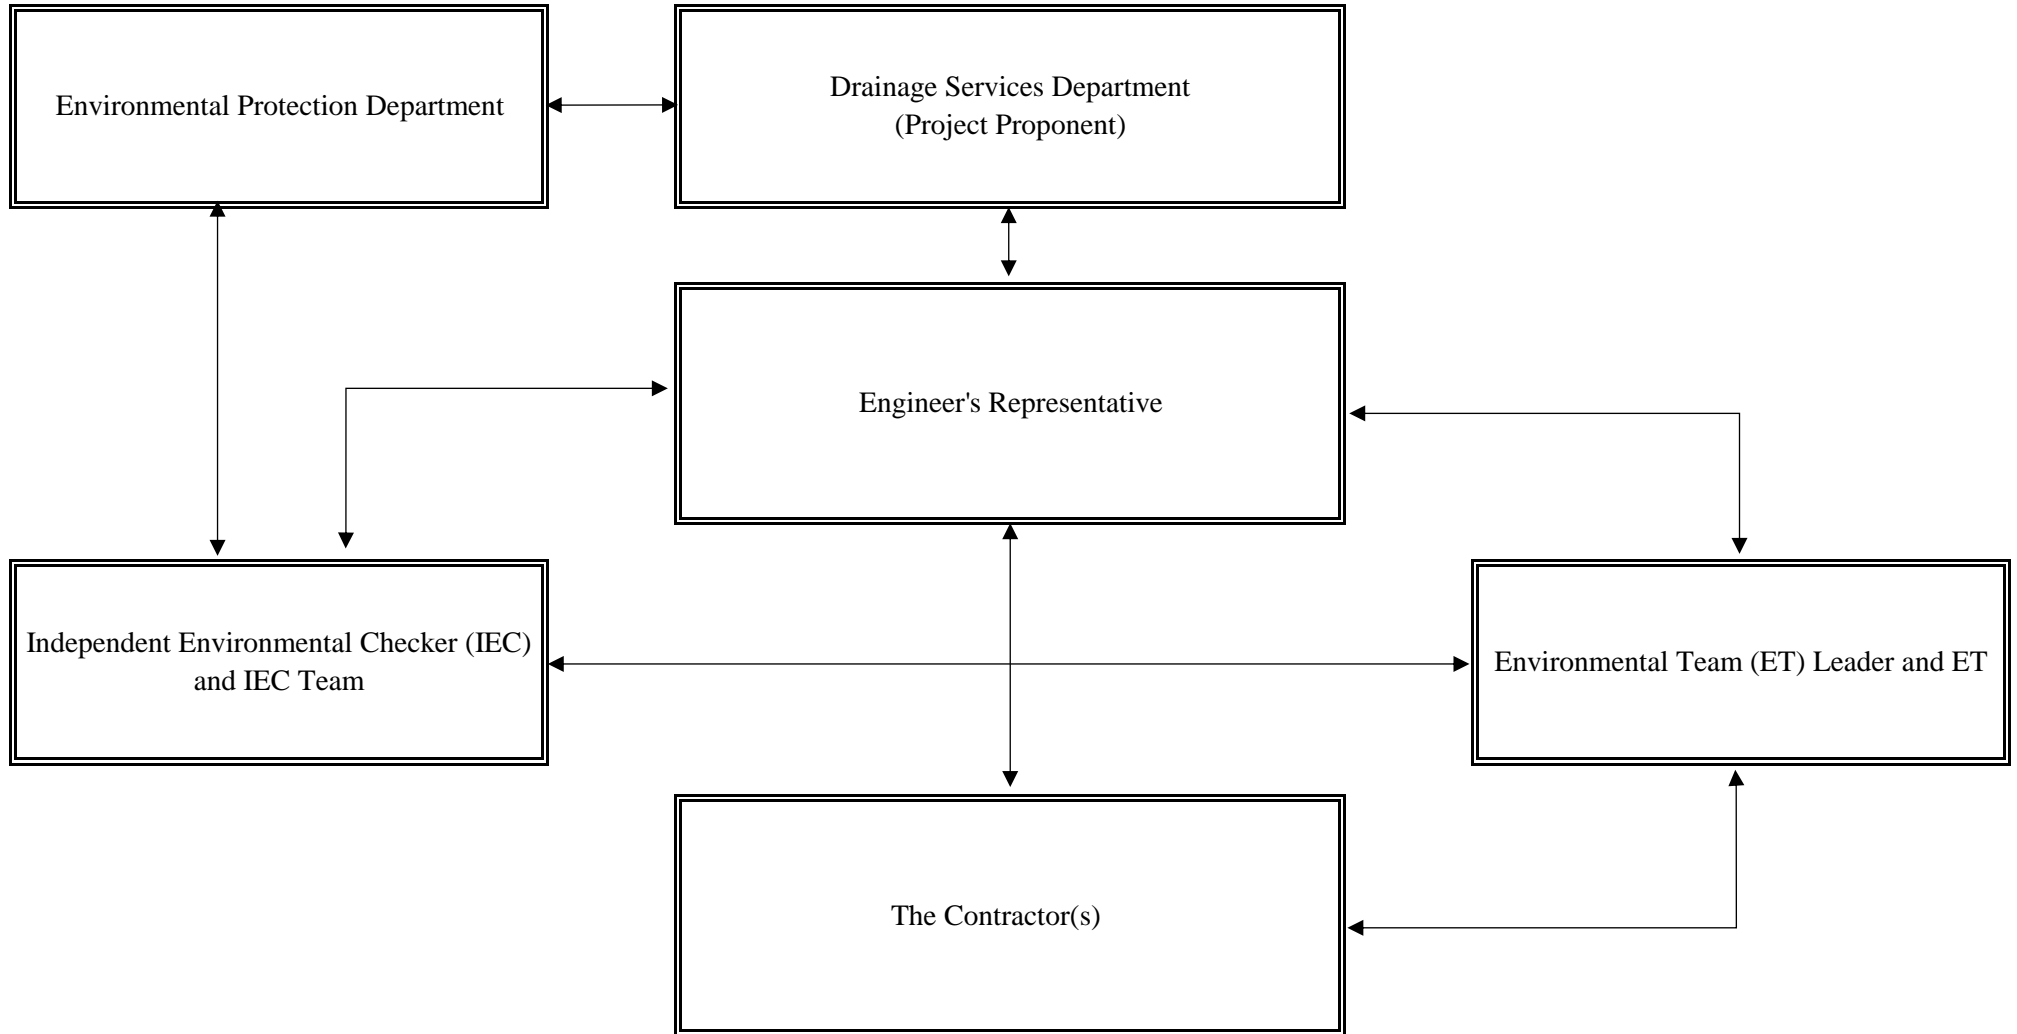 Environmental Protection Department
Drainage Services Department
(Project Proponent)
Engineer's Representative
Independent Environmental Checker (IEC)
and IEC Team
Environmental Team (ET) Leader and ET
The Contractor(s)